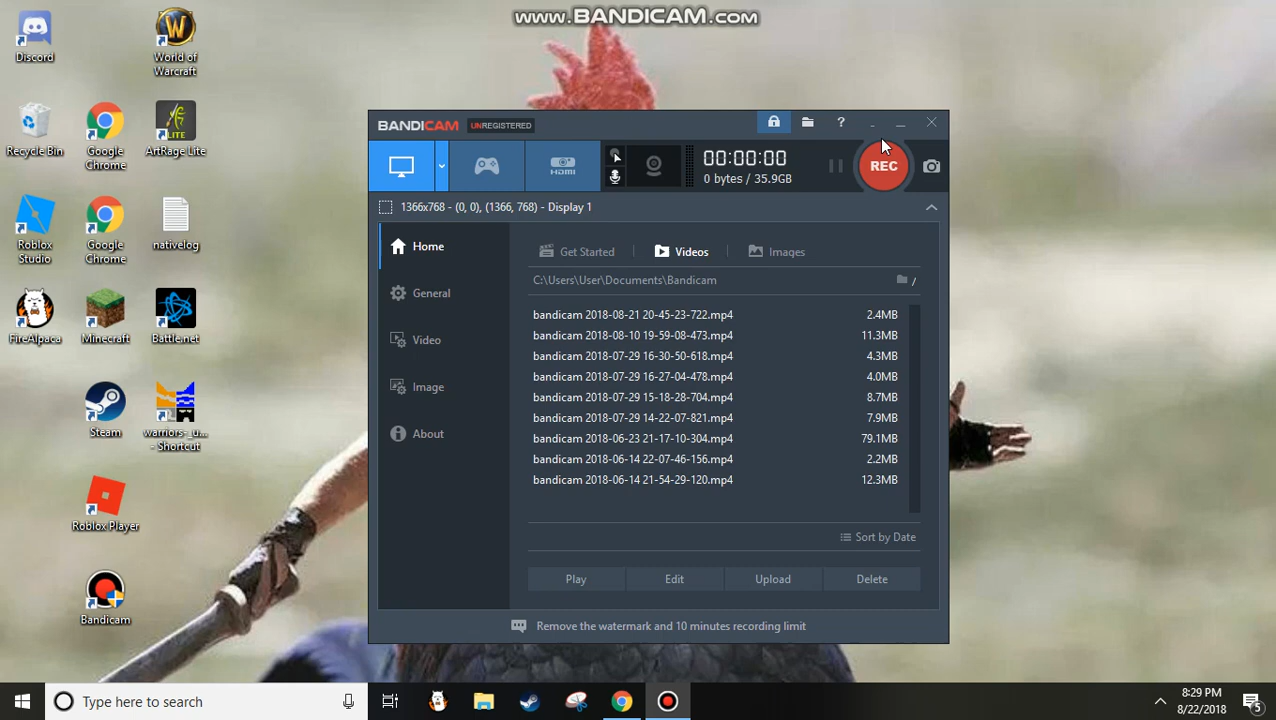 www.BANDICAM.com
Discord
World of
Warcraft
Recycle Bin
Google
Chrome
ArtRage Lite
LITE
Roblox
Studio
Google
Chrome
nativelog
FireAlpaca
Minecraft
Battle.net
Steam
warriors-_u...
- Shortcut
Roblox Player
Bandicam
BANDICAM UNREGISTERED
?
HDMI
00:00:00
0 bytes / 35.9GB
REC
1366x768 - (0, 0), (1366, 768) - Display 1
Home
General
Video
Image
About
Get Started
Videos
Images
C:\Users\User\Documents\Bandicam
/
bandicam 2018-08-21 20-45-23-722.mp4 2.4MB
bandicam 2018-08-10 19-59-08-473.mp4 11.3MB
bandicam 2018-07-29 16-30-50-618.mp4 4.3MB
bandicam 2018-07-29 16-27-04-478.mp4 4.0MB
bandicam 2018-07-29 15-18-28-704.mp4 8.7MB
bandicam 2018-07-29 14-22-07-821.mp4 7.9MB
bandicam 2018-06-23 21-17-10-304.mp4 79.1MB
bandicam 2018-06-14 22-07-46-156.mp4 2.2MB
bandicam 2018-06-14 21-54-29-120.mp4 12.3MB
Sort by Date
Play Edit Upload Delete
Remove the watermark and 10 minutes recording limit
Type here to search
8:29 PM
8/22/2018
5